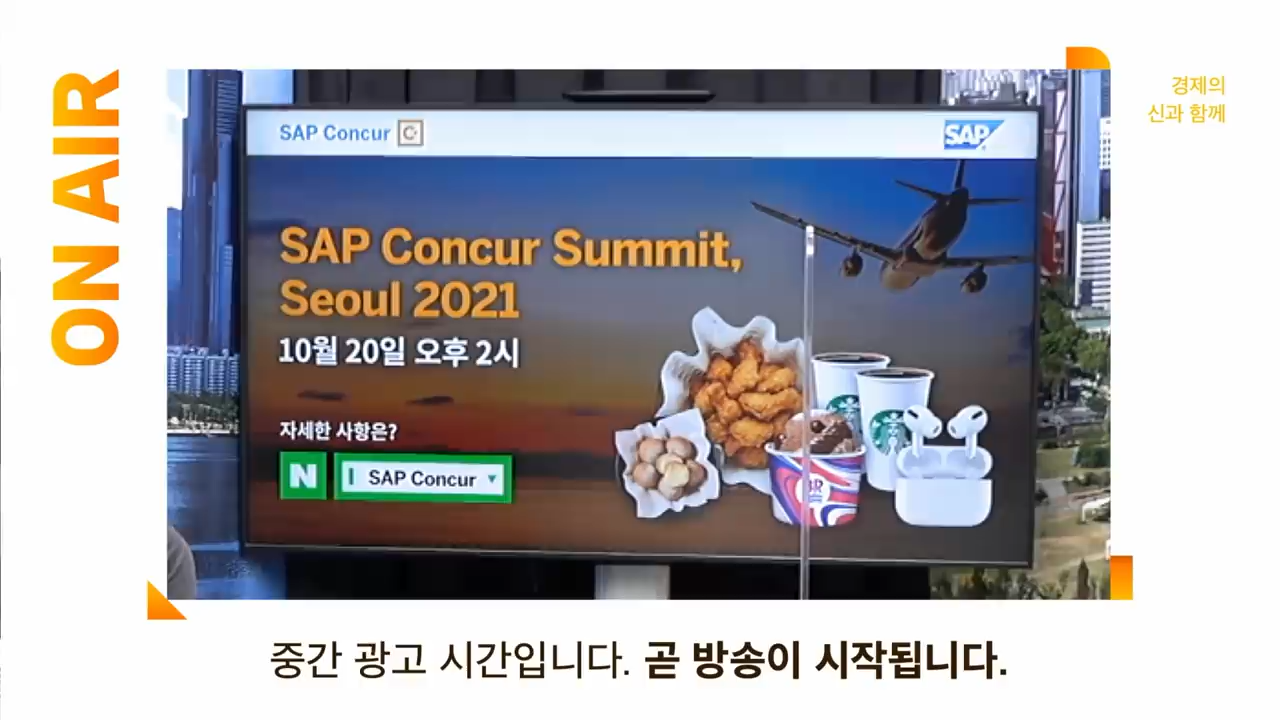 ON AIR
경제의
신과 함께
SAP Concur C
SAP
SAP Concur Summit,
Seoul 2021
10월 20일 오후 2시
자세한 사항은?
N SAP Concur
BR
중간 광고 시간입니다. 곧 방송이 시작됩니다.